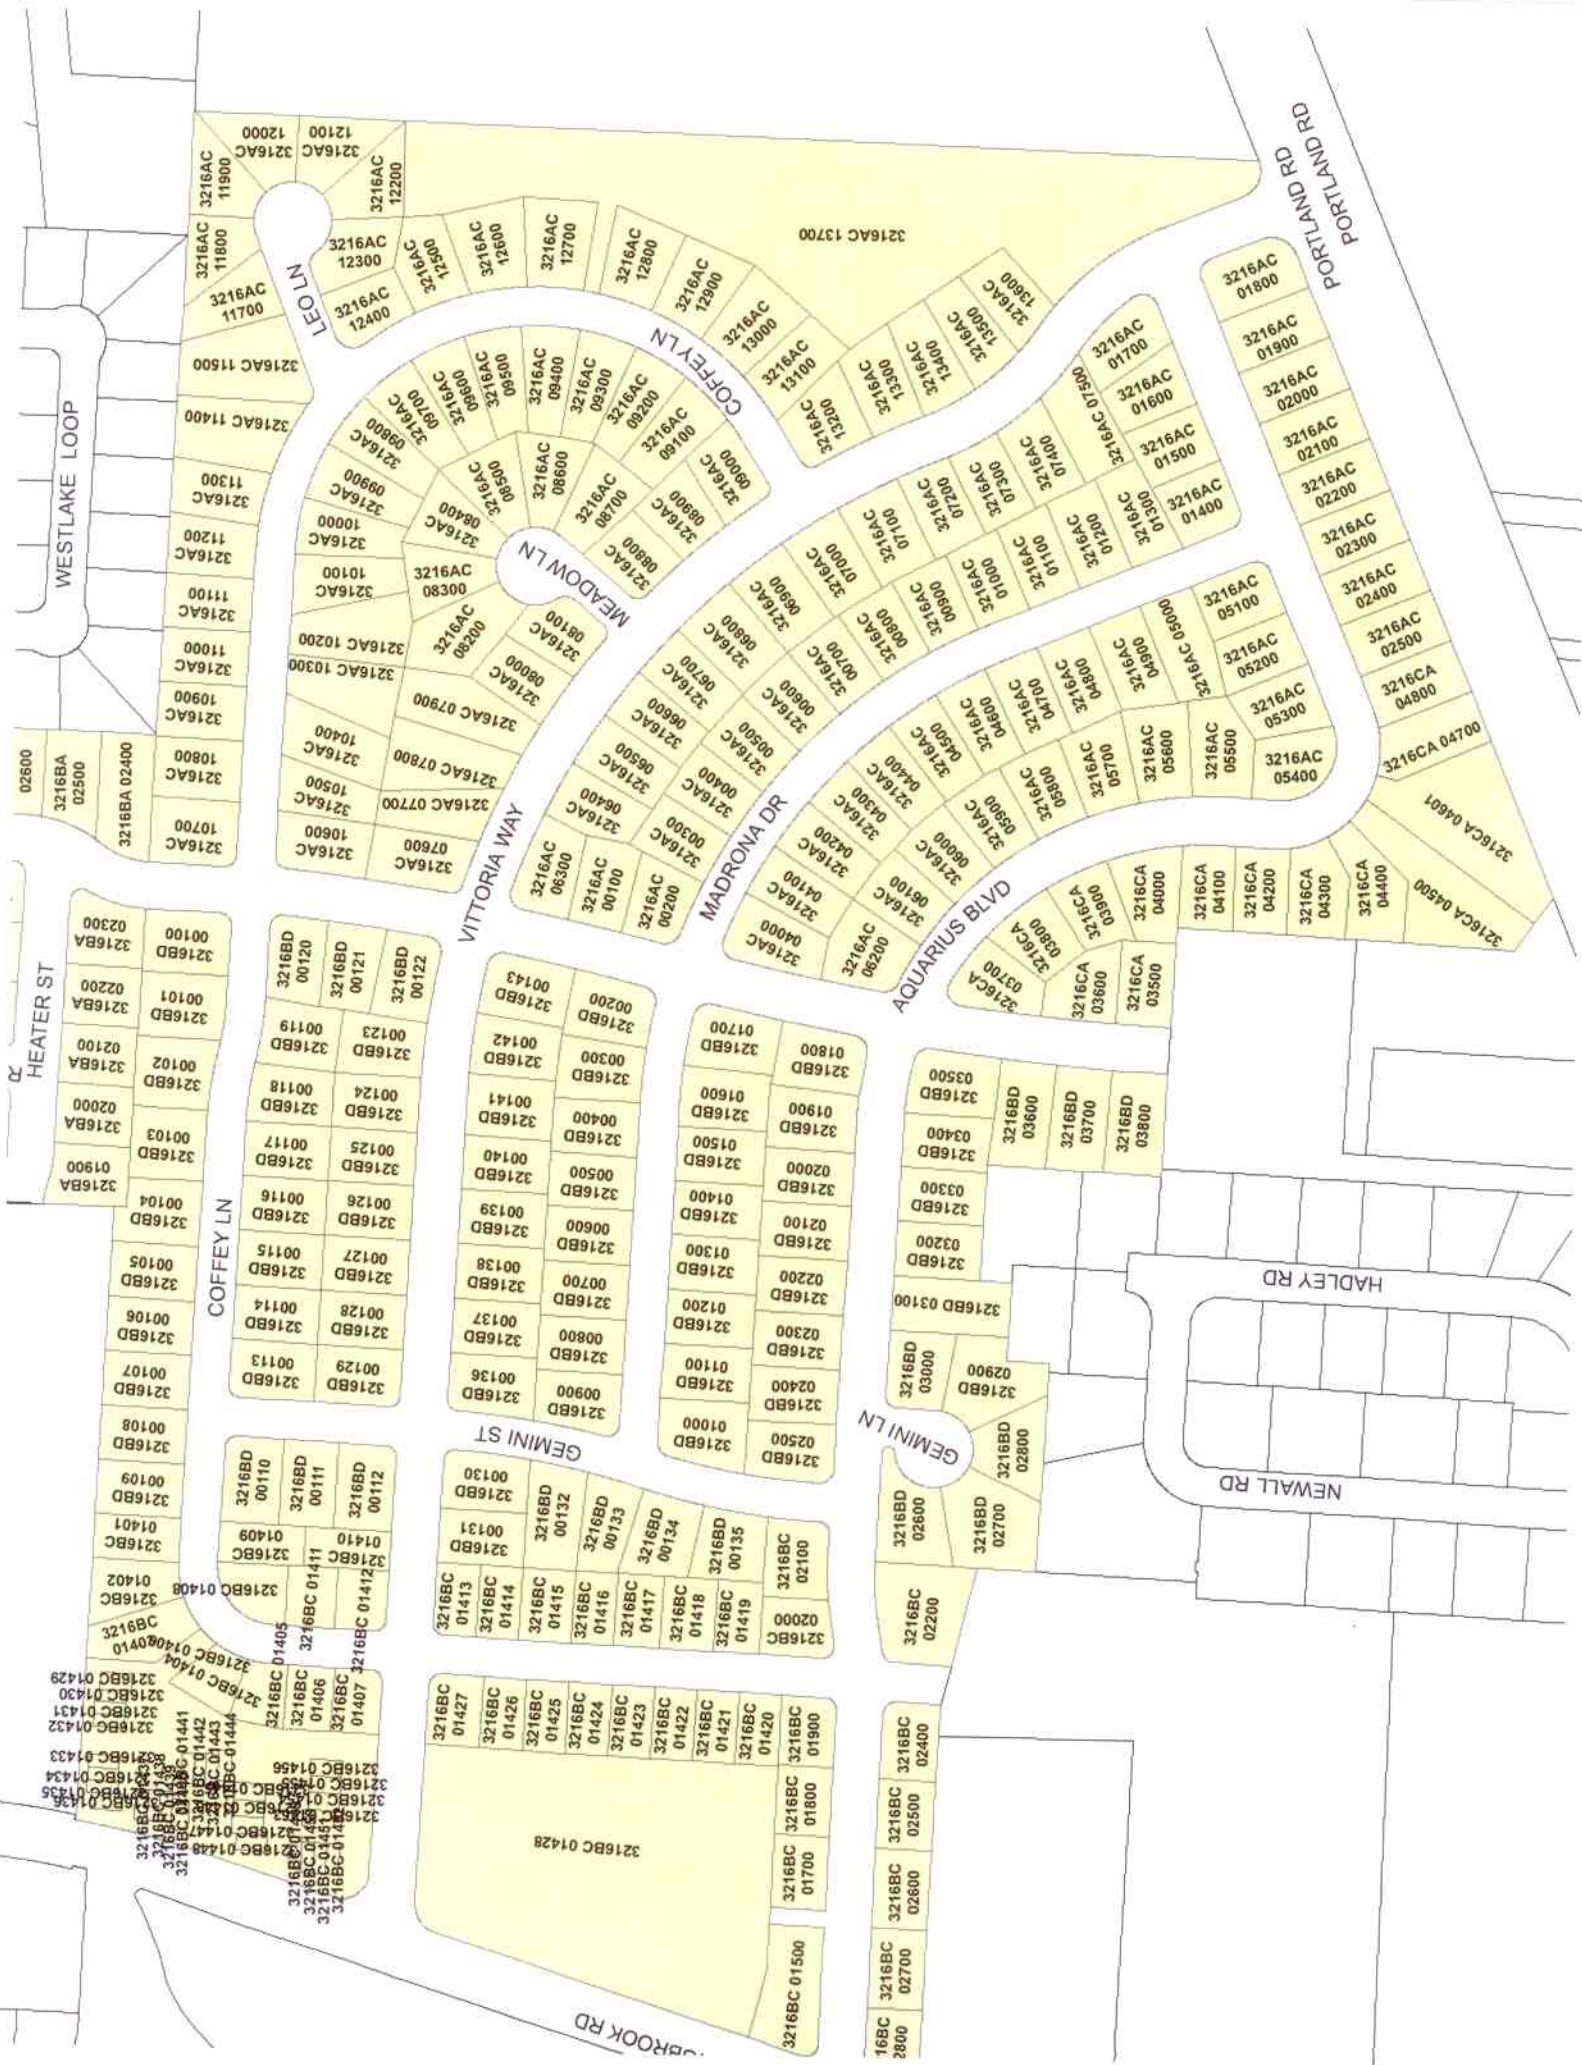 3216AC
11900
3216AC
12000
3216AC
12100
3216AC
12200
3216AC
11800
3216AC
11700
3216AC 11500
3216AC 11400
3216AC
11300
3216AC
11200
3216AC
11100
3216AC
11000
3216AC
10900
3216AC
10800
3216AC
10700
LEO LN
3216AC
12300
3216AC
12400
3216AC
12500
3216AC
12600
3216AC
12700
3216AC
12800
3216AC
12900
3216AC
13000
3216AC
13100
3216AC
13200
3216AC
13300
3216AC
13400
3216AC
13500
3216AC
13600
3216AC 13700
PORTLAND RD
PORTLAND RD
PORTLAND RD
WESTLAKE LOOP
COFFEY LN
3216AC
09000
3216AC
09100
3216AC
09200
3216AC
09300
3216AC
09400
3216AC
09500
3216AC
09600
3216AC
09700
3216AC
09800
3216AC
09900
3216AC
10000
3216AC
10100
3216AC 10200
3216AC 10300
3216AC
10400
3216AC
10500
3216AC
10600
3216AC
08500
3216AC
08600
3216AC
08700
3216AC
08900
3216AC
08800
3216AC
08400
3216AC
08300
3216AC
08200
3216AC
08100
3216AC
08000
3216AC 07900
3216AC 07800
3216AC 07700
3216AC
07600
MEADOW LN
VITTORIA WAY
3216AC
01700
3216AC
01600
3216AC
01500
3216AC
01400
3216AC 07500
3216AC
07400
3216AC
07300
3216AC
07200
3216AC
07100
3216AC
07000
3216AC
06900
3216AC
06800
3216AC
06700
3216AC
06600
3216AC
06500
3216AC
06400
3216AC
06300
3216AC
01300
3216AC
01200
3216AC
01100
3216AC
01000
3216AC
00900
3216AC
00800
3216AC
00700
3216AC
00600
3216AC
00500
3216AC
00400
3216AC
00300
3216AC
00100
3216AC
00200
MADRONA DR
3216AC
01800
3216AC
01900
3216AC
02000
3216AC
02100
3216AC
02200
3216AC
02300
3216AC
02400
3216AC
02500
3216CA
04800
3216CA 04700
3216CA 04601
3216CA 04500
3216CA
04400
3216CA
04300
3216CA
04200
3216CA
04100
3216CA
04000
3216CA
03900
3216CA
03800
3216CA
03700
3216CA
03600
3216CA
03500
3216AC
05100
3216AC
05200
3216AC
05300
3216AC
05400
3216AC 05000
3216AC
04900
3216AC
04800
3216AC
04700
3216AC
04600
3216AC
04500
3216AC
04400
3216AC
04300
3216AC
04200
3216AC
04100
3216AC
04000
3216AC
05500
3216AC
05600
3216AC
05700
3216AC
05800
3216AC
05900
3216AC
06000
3216AC
06100
3216AC
06200
AQUARIUS BLVD
02600
3216BA
02500
3216BA 02400
3216BA
02300
3216BA
02200
3216BA
02100
3216BA
02000
3216BA
01900
HEATER ST
3216BD
00100
3216BD
00101
3216BD
00102
3216BD
00103
3216BD
00104
3216BD
00105
3216BD
00106
3216BD
00107
3216BD
00108
3216BD
00109
3216BC
01401
3216BC
01402
COFFEY LN
3216BD
00120
3216BD
00121
3216BD
00122
3216BD
00119
3216BD
00123
3216BD
00118
3216BD
00124
3216BD
00117
3216BD
00125
3216BD
00116
3216BD
00126
3216BD
00115
3216BD
00127
3216BD
00114
3216BD
00128
3216BD
00113
3216BD
00129
3216BD
00110
3216BD
00111
3216BD
00112
3216BC
01409
3216BC
01410
3216BC 01408
3216BC 01411
3216BC 01412
3216BD
00143
3216BD
00200
3216BD
00142
3216BD
00300
3216BD
00141
3216BD
00400
3216BD
00140
3216BD
00500
3216BD
00139
3216BD
00600
3216BD
00138
3216BD
00700
3216BD
00137
3216BD
00800
3216BD
00136
3216BD
00900
GEMINI ST
3216BD
01700
3216BD
01800
3216BD
01600
3216BD
01900
3216BD
01500
3216BD
02000
3216BD
01400
3216BD
02100
3216BD
01300
3216BD
02200
3216BD
01200
3216BD
02300
3216BD
01100
3216BD
02400
3216BD
01000
3216BD
02500
3216BD
03500
3216BD
03600
3216BD
03700
3216BD
03800
3216BD
03400
3216BD
03300
3216BD
03200
3216BD 03100
3216BD
03000
3216BD
02900
3216BD
02800
3216BD
02700
3216BD
02600
GEMINI LN
HADLEY RD
NEWALL RD
3216BD
00130
3216BD
00131
3216BD
00132
3216BD
00133
3216BD
00134
3216BD
00135
3216BC
02100
3216BC
02000
3216BC
01413
3216BC
01414
3216BC
01415
3216BC
01416
3216BC
01417
3216BC
01418
3216BC
01419
3216BC
02200
3216BC 01404
3216BC 01405
3216BC
01406
3216BC
01407
3216BC
01427
3216BC
01426
3216BC
01425
3216BC
01424
3216BC
01423
3216BC
01422
3216BC
01421
3216BC
01420
3216BC
01900
3216BC
01800
3216BC
01700
3216BC 01500
3216BC 01428
3216BC
02400
3216BC
02500
3216BC
02600
3216BC
02700
3216BC 01429
3216BC 01430
3216BC 01431
3216BC 01432
3216BC 01433
3216BC 01434
3216BC 01435
3216BC 01436
3216BC 01441
3216BC 01442
3216BC 01443
3216BC 01444
3216BC 01447
3216BC 01448
3216BC 01456